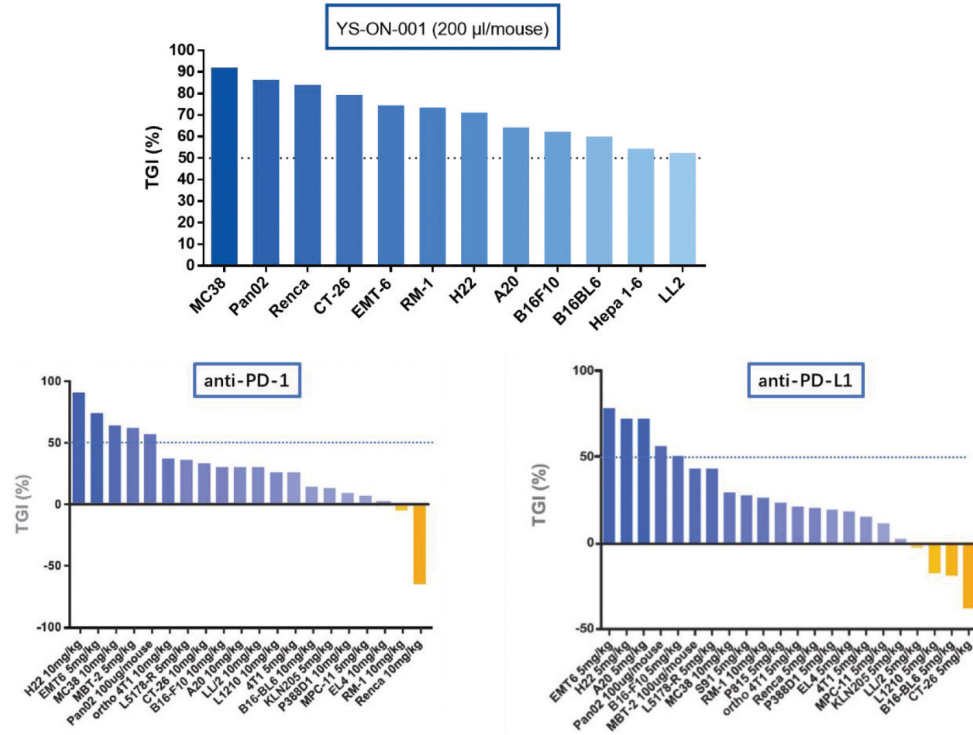 YS-ON-001 (200 µl/mouse)
TGI (%)
100
90
80
70
60
50
40
30
20
10
0
MC38
Pan02
Renca
CT-26
EMT-6
RM-1
H22
A20
B16F10
B16BL6
Hepa 1-6
LL2
anti-PD-1
TGI (%)
100
50
0
-50
-100
H22 10mg/kg
EMT6 5mg/kg
MC38 10mg/kg
MBT-2 5mg/kg
Pan02 100ug/mouse
ortho 4T1 10mg/kg
L5178-R 5mg/kg
CT-26 10mg/kg
B16-F10 10mg/kg
A20 10mg/kg
LL/2 10mg/kg
L1210 10mg/kg
4T1 5mg/kg
B16-BL6 10mg/kg
KLN205 5mg/kg
P388D1 10mg/kg
MPC-11 5mg/kg
EL4 10mg/kg
RM-1 10mg/kg
Renca 10mg/kg
anti-PD-L1
TGI (%)
100
50
0
-50
EMT6 5mg/kg
H22 10mg/kg
A20 5mg/kg
Pan02 100ug/mouse
B16-F10 5mg/kg
MBT-2 100ug/mouse
L5178-R 5mg/kg
MC38 10mg/kg
S91 5mg/kg
RM-1 10mg/kg
P815 10mg/kg
ortho 4T1 10mg/kg
Renca 5mg/kg
P388D1 5mg/kg
EL4 5mg/kg
4T1 10mg/kg
MPC-11 5mg/kg
KLN205 5mg/kg
LL/2 5mg/kg
L1210 10mg/kg
B16-BL6 5mg/kg
CT-26 5mg/kg